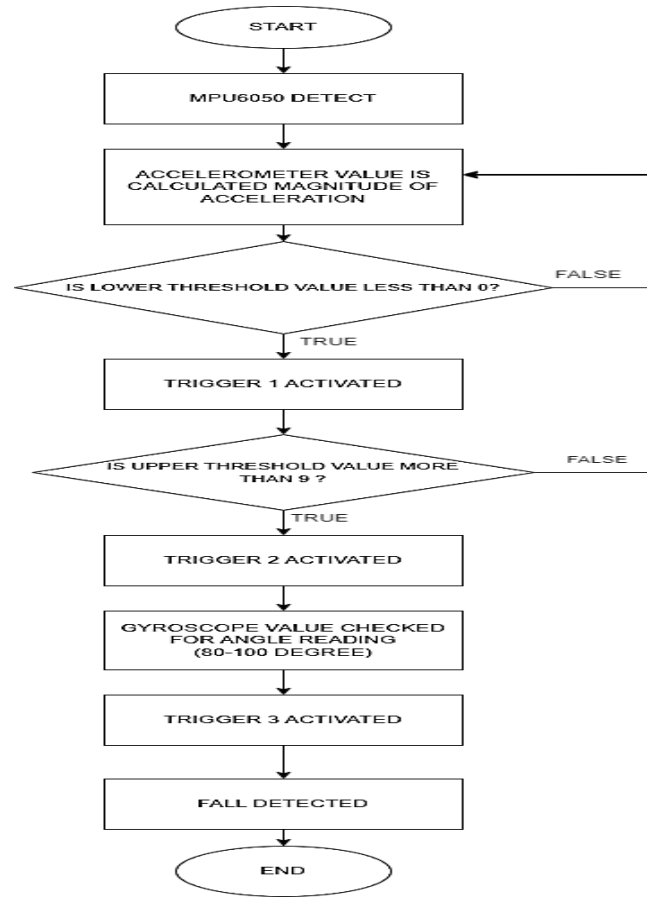 START
MPU6050 DETECT
ACCELEROMETER VALUE IS
CALCULATED MAGNITUDE OF
ACCELERATION
IS LOWER THRESHOLD VALUE LESS THAN 0?
FALSE
TRUE
TRIGGER 1 ACTIVATED
IS UPPER THRESHOLD VALUE MORE
THAN 9 ?
FALSE
TRUE
TRIGGER 2 ACTIVATED
GYROSCOPE VALUE CHECKED
FOR ANGLE READING
(80-100 DEGREE)
TRIGGER 3 ACTIVATED
FALL DETECTED
END